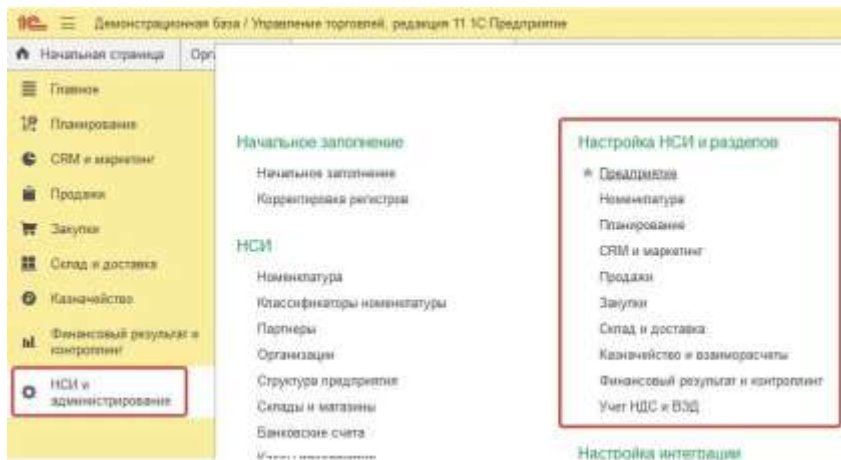 1С
Демонстрационная база / Управление торговлей, редакция 11 1С:Предприятие
Начальная страница
Орга
Главное
Планирование
CRM и маркетинг
Продажи
Закупки
Склад и доставка
Казначейство
Финансовый результат и
контроллинг
НСИ и
администрирование
Начальное заполнение
Начальное заполнение
Корректировка регистров
НСИ
Номенклатура
Классификаторы номенклатуры
Партнеры
Организации
Структура предприятия
Склады и магазины
Банковские счета
Кассы предприятия
Настройка НСИ и разделов
Предприятие
Номенклатура
Планирование
CRM и маркетинг
Продажи
Закупки
Склад и доставка
Казначейство и взаиморасчеты
Финансовый результат и контроллинг
Учет НДС и ВЭД
Настройка интеграции